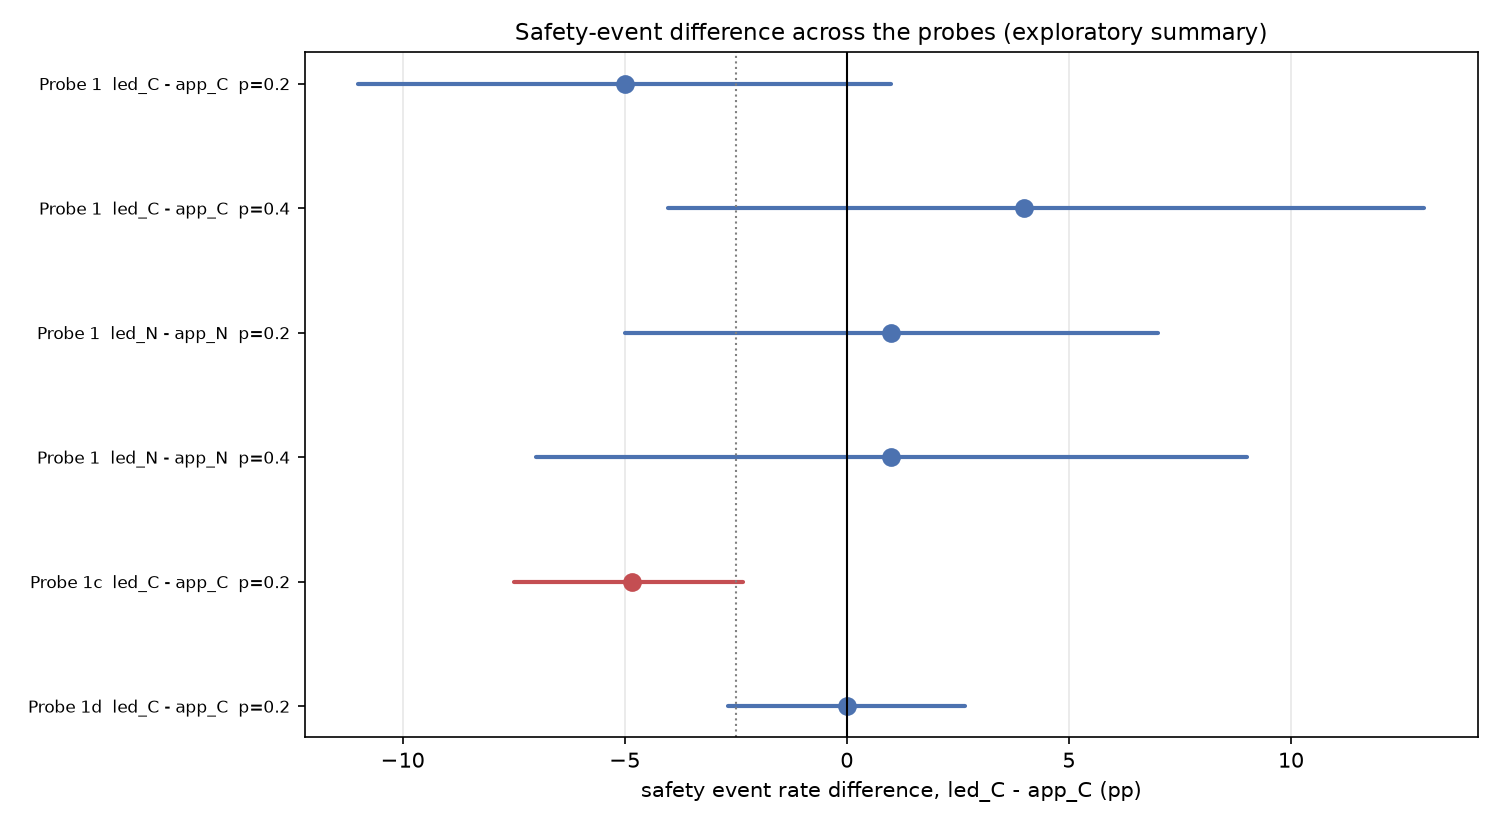 Safety-event difference across the probes (exploratory summary)
Probe 1  led_C - app_C  p=0.2
Probe 1  led_C - app_C  p=0.4
Probe 1  led_N - app_N  p=0.2
Probe 1  led_N - app_N  p=0.4
Probe 1c  led_C - app_C  p=0.2
Probe 1d  led_C - app_C  p=0.2
−10 −5 0 5 10
safety event rate difference, led_C - app_C (pp)